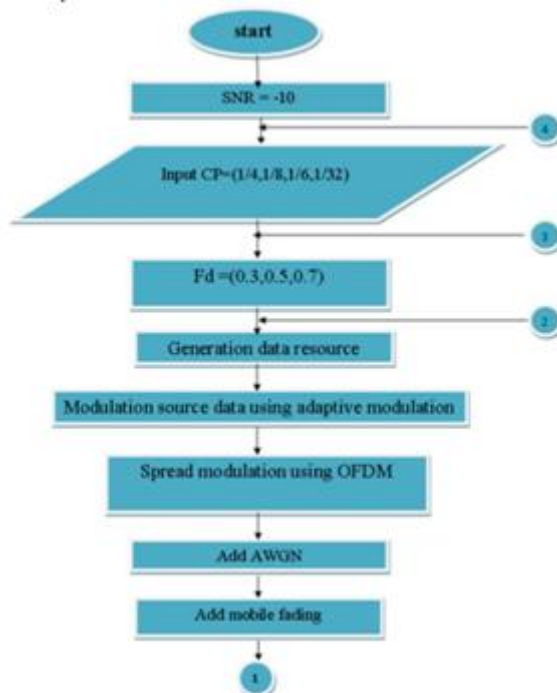 start
SNR = -10
4
Input CP=(1/4,1/8,1/6,1/32)
3
Fd =(0.3,0.5,0.7)
2
Generation data resource
Modulation source data using adaptive modulation
Spread modulation using OFDM
Add AWGN
Add mobile fading
1